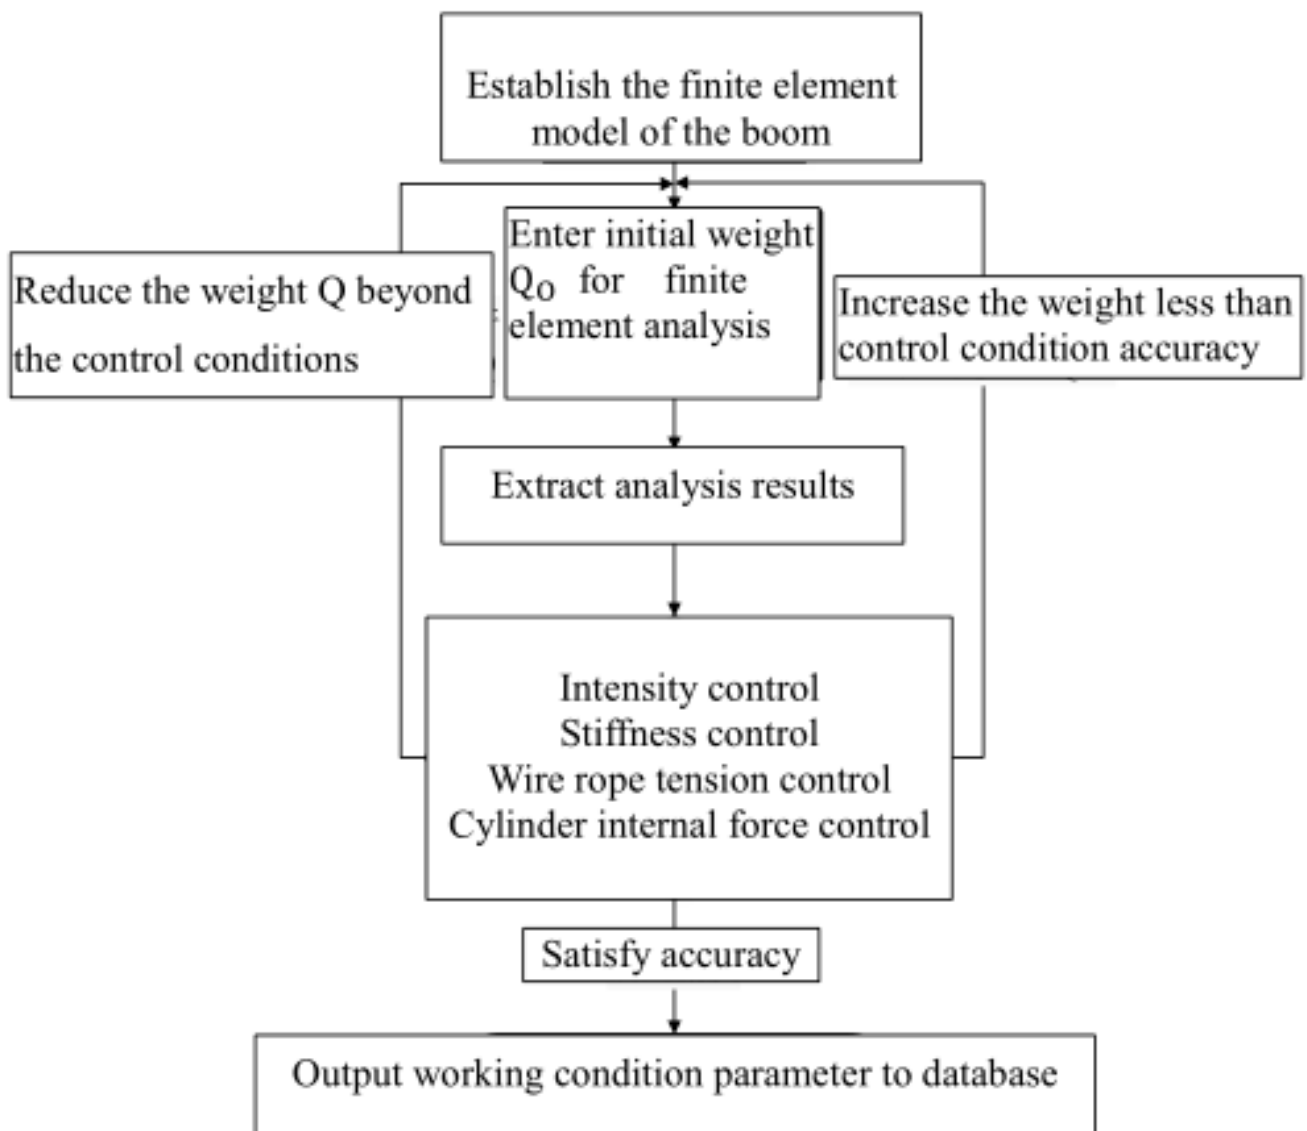 Establish the finite element
model of the boom
Enter initial weight
Q0 for finite
element analysis
Reduce the weight Q beyond
the control conditions
Increase the weight less than
control condition accuracy
Extract analysis results
Intensity control
Stiffness control
Wire rope tension control
Cylinder internal force control
Satisfy accuracy
Output working condition parameter to database